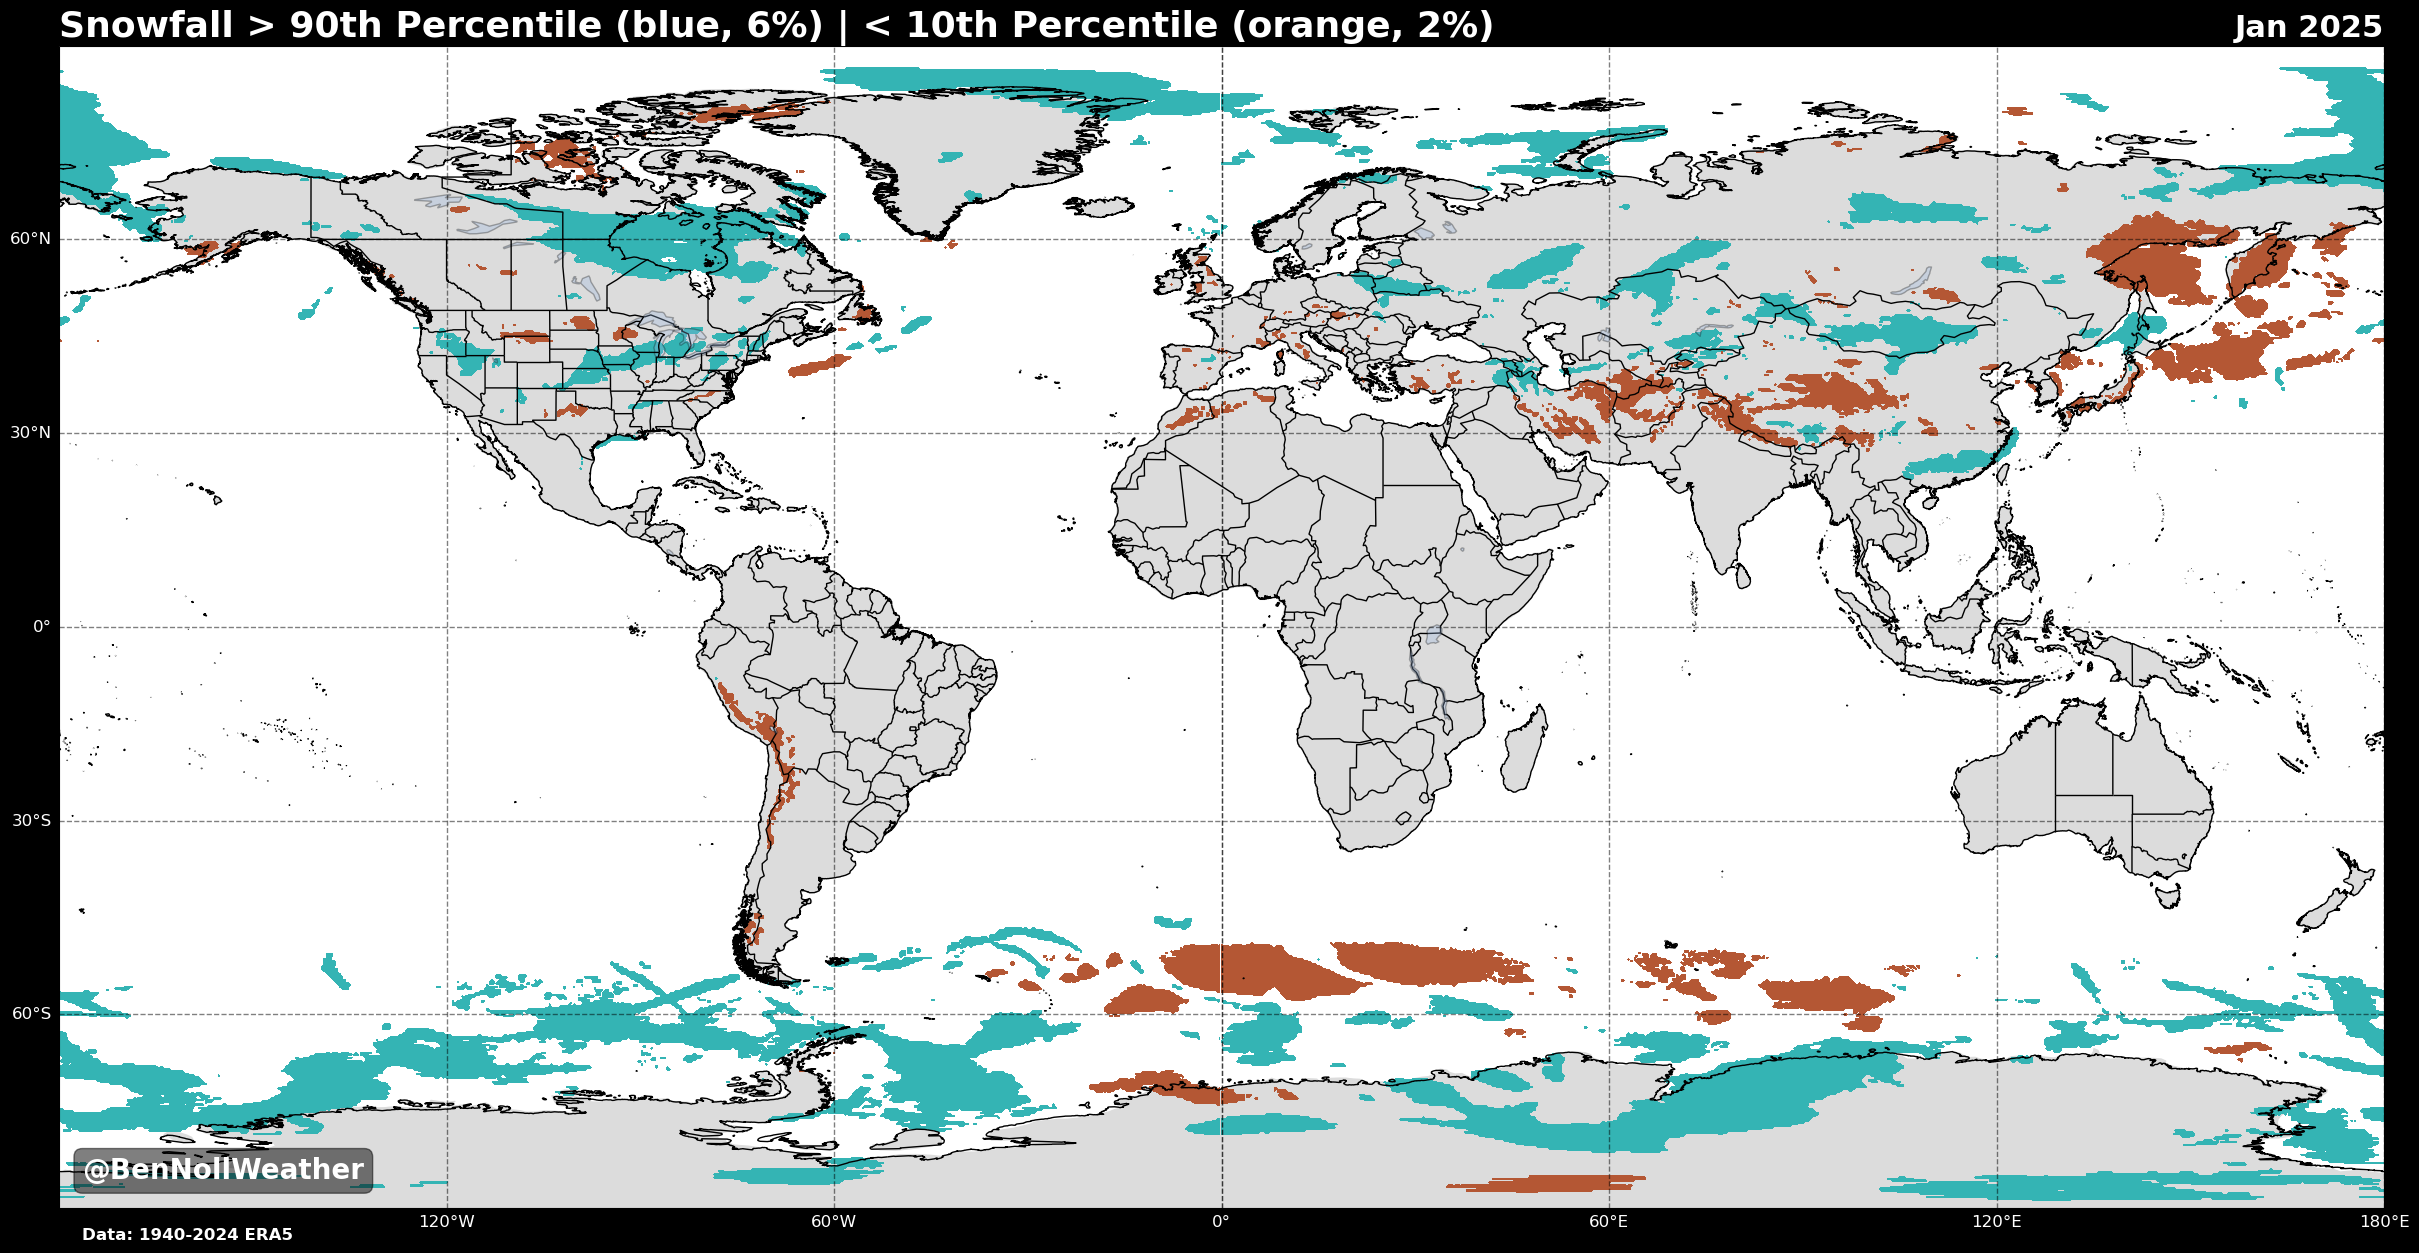 Snowfall > 90th Percentile (blue, 6%) | < 10th Percentile (orange, 2%)
Jan 2025
60°N
30°N
0°
30°S
60°S
@BenNollWeather
120°W
60°W
0°
60°E
120°E
180°E
Data: 1940-2024 ERA5